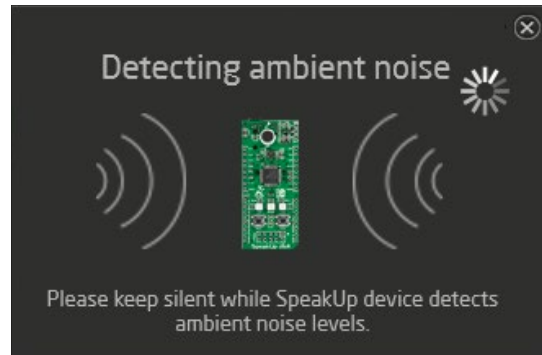 Detecting ambient noise
Please keep silent while SpeakUp device detects
ambient noise levels.